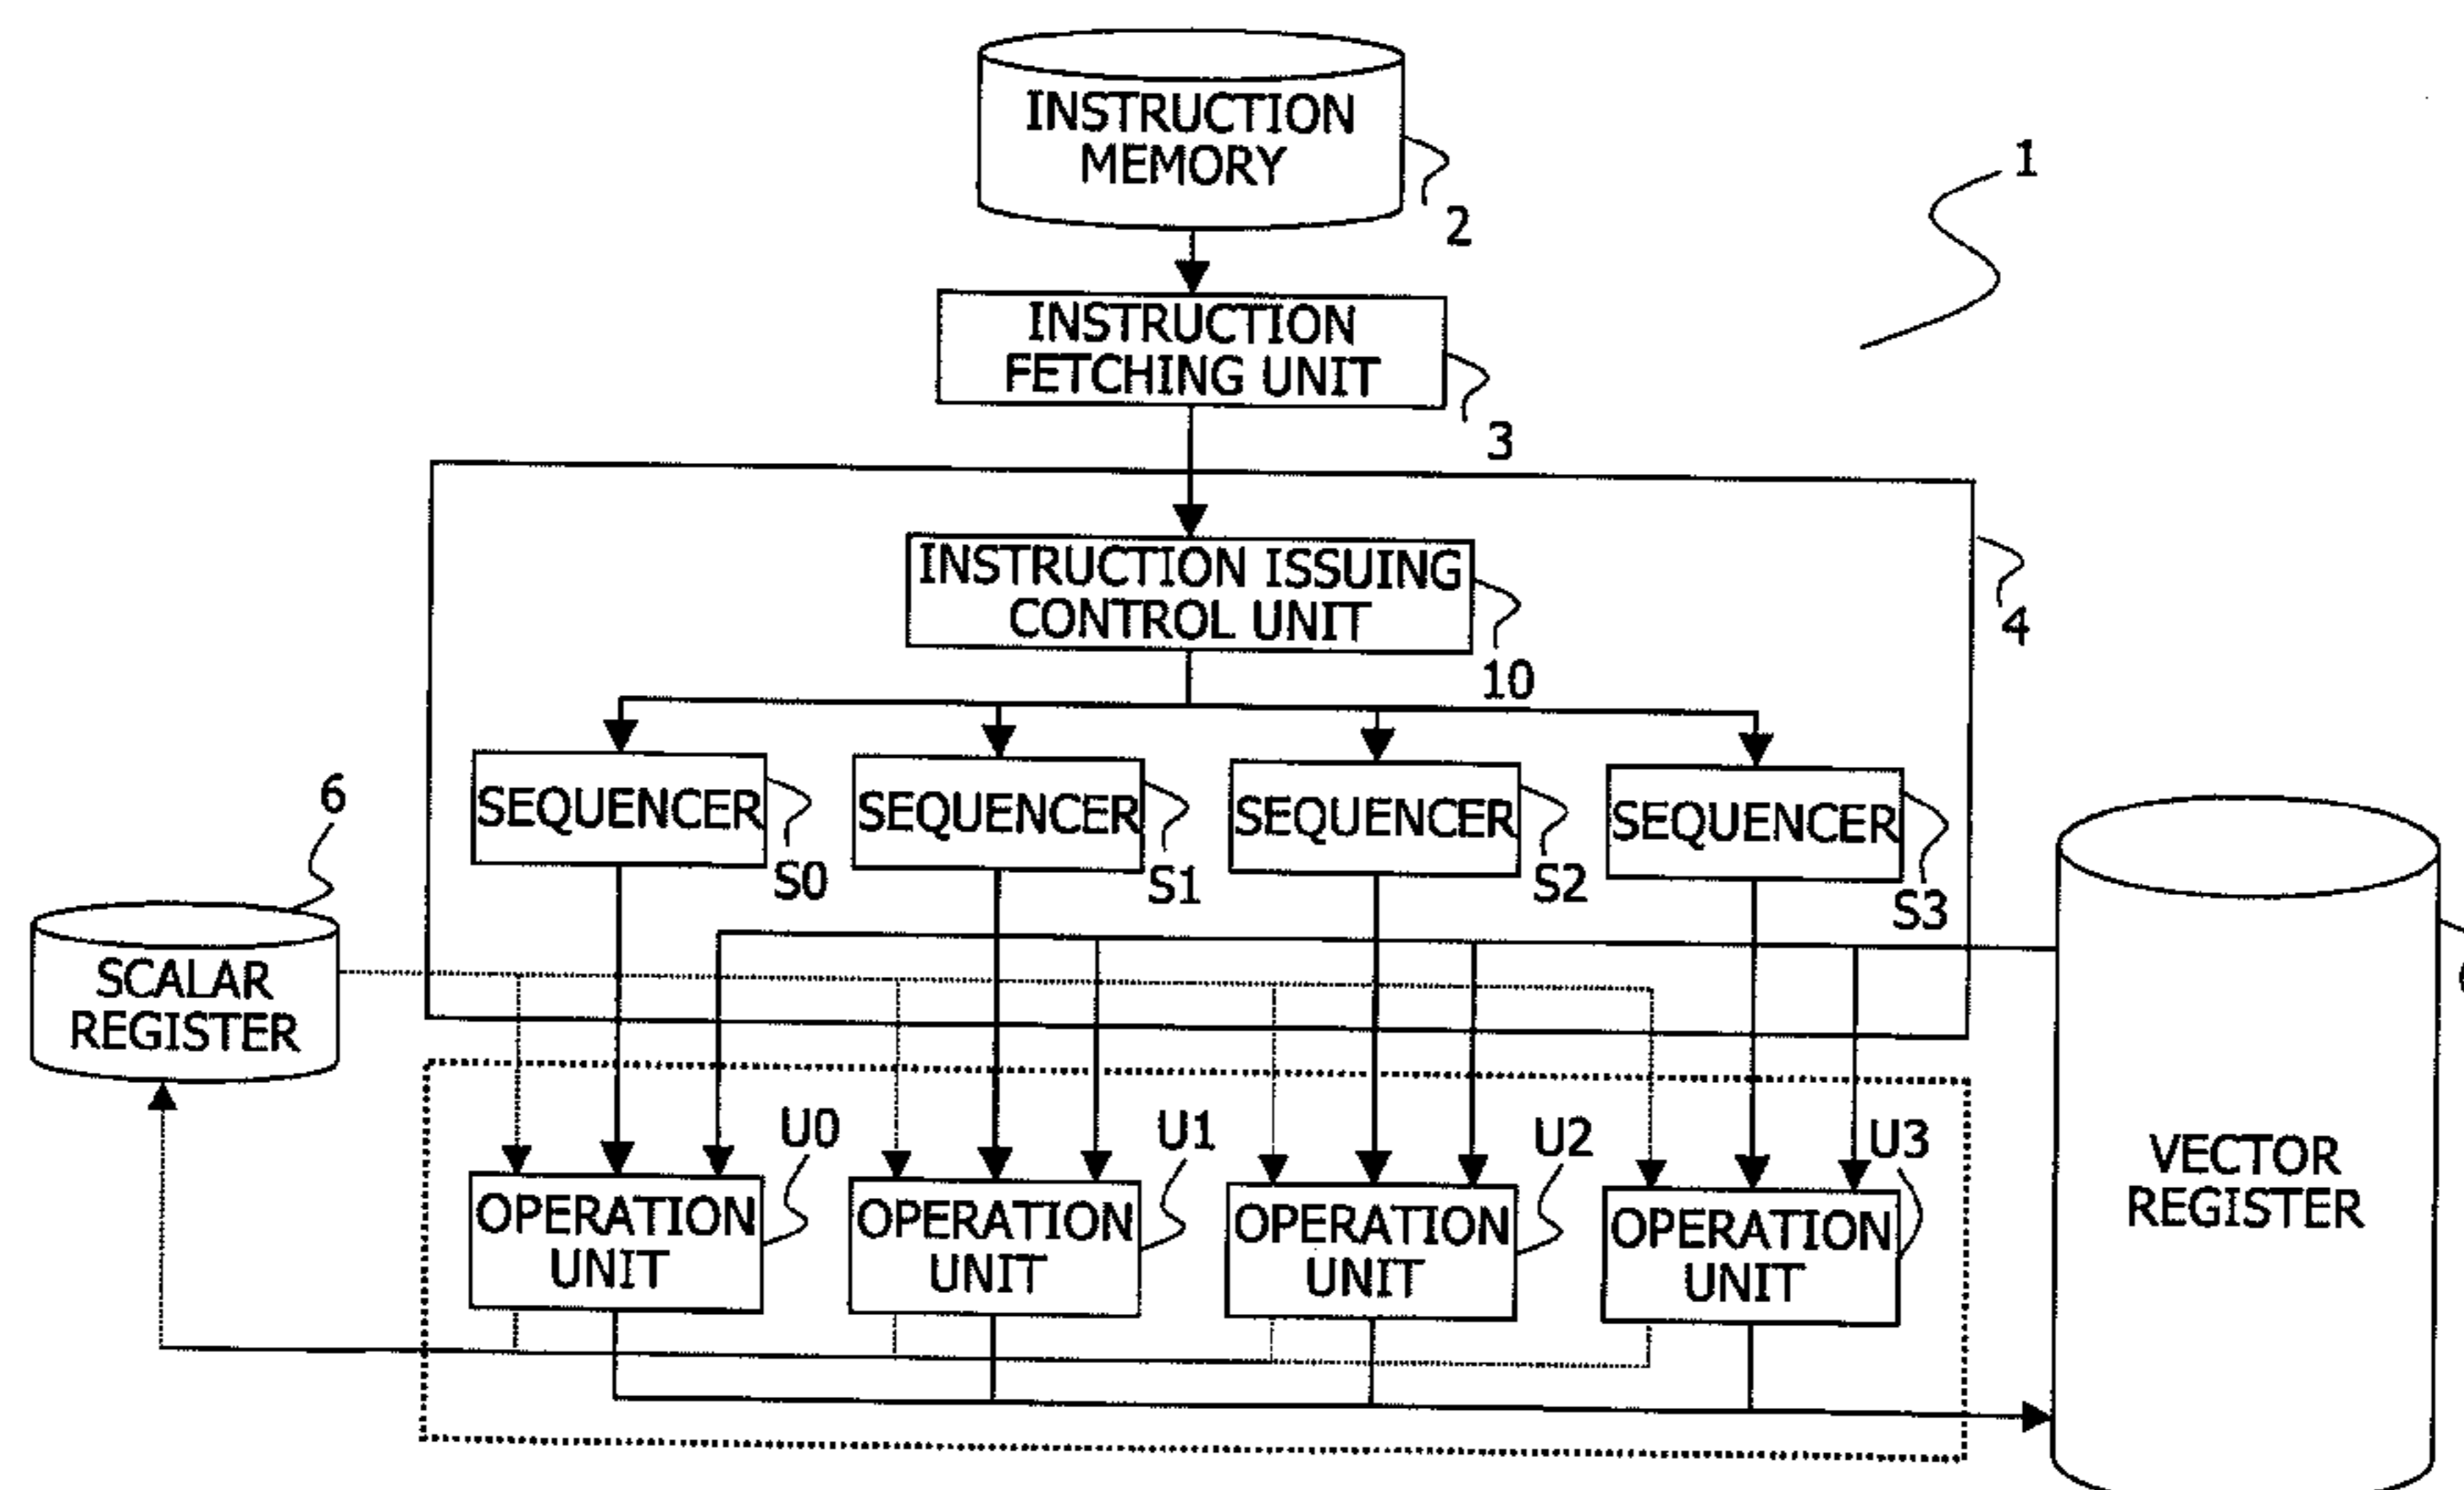 INSTRUCTION
MEMORY
2
1
INSTRUCTION
FETCHING UNIT
3
INSTRUCTION ISSUING
CONTROL UNIT
10
4
SEQUENCER
SEQUENCER
SEQUENCER
SEQUENCER
S0
S1
S2
S3
6
SCALAR
REGISTER
U0
U1
U2
U3
OPERATION
UNIT
OPERATION
UNIT
OPERATION
UNIT
OPERATION
UNIT
VECTOR
REGISTER